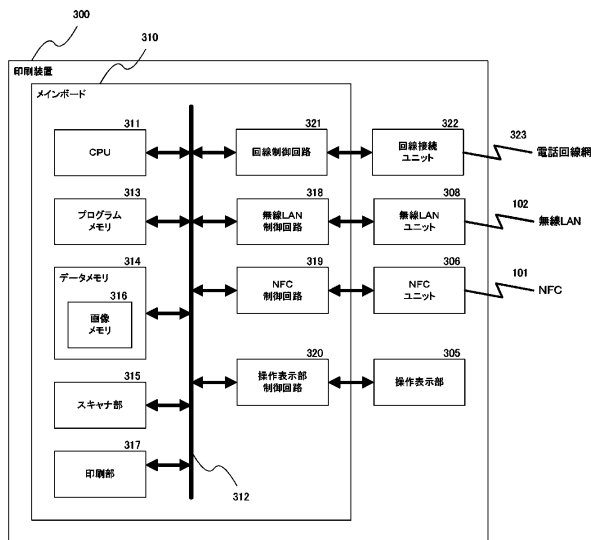 300
310
印刷装置
メインボード
311
CPU
321
回線制御回路
322
回線接続
ユニット
323
電話回線網
313
プログラム
メモリ
318
無線LAN
制御回路
308
無線LAN
ユニット
102
無線LAN
314
データメモリ
316
画像
メモリ
319
NFC
制御回路
306
NFC
ユニット
101
NFC
320
操作表示部
制御回路
305
操作表示部
315
スキャナ部
317
印刷部
312